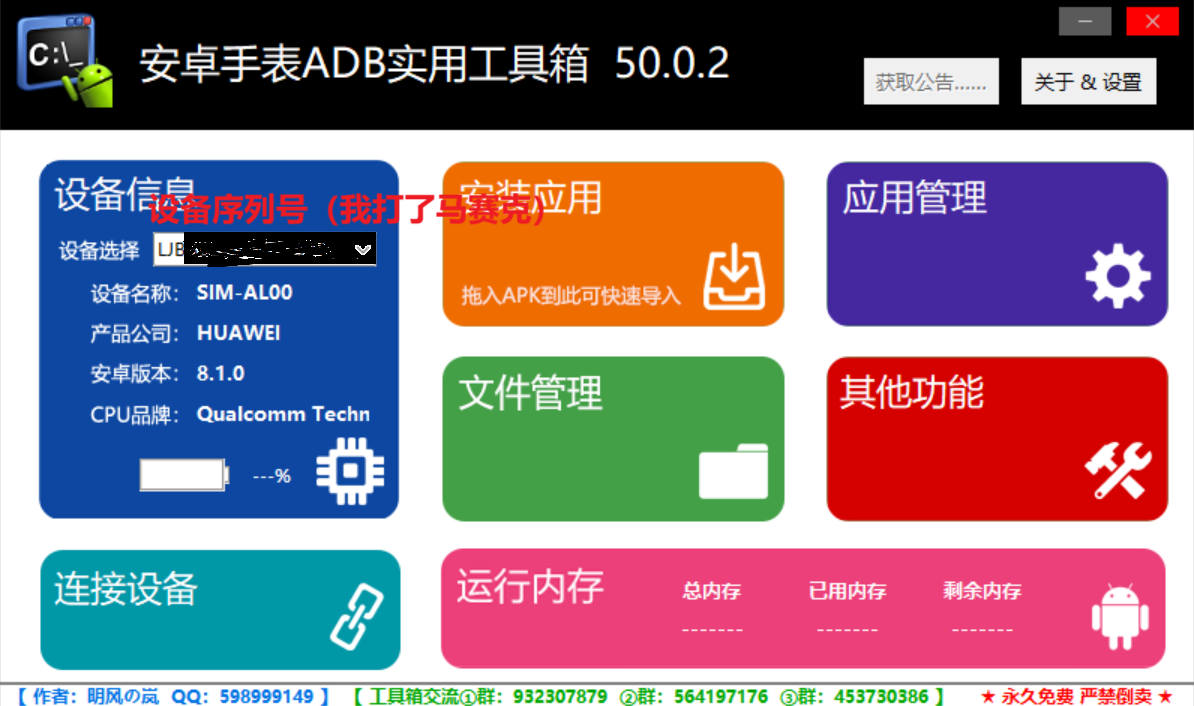 C:\_
安卓手表ADB实用工具箱 50.0.2
获取公告......
关于 & 设置
设备信息
设备序列号（我打了马赛克）
设备选择 LJB
设备名称： SIM-AL00
产品公司： HUAWEI
安卓版本： 8.1.0
CPU品牌： Qualcomm Techn
---%
安装应用
拖入APK到此可快速导入
应用管理
文件管理
其他功能
连接设备
运行内存
总内存 已用内存 剩余内存
------- ------- -------
【 作者：明风の岚 QQ：598999149 】 【 工具箱交流①群：932307879 ②群：564197176 ③群：453730386 】 ★ 永久免费 严禁倒卖 ★